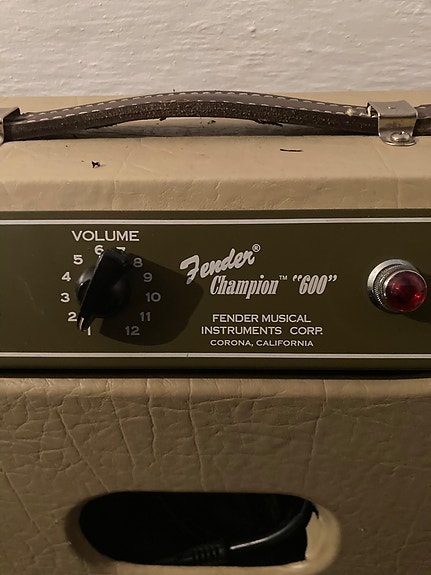 VOLUME
1
2
3
4
5
6
7
8
9
10
11
12
Fender®
Champion™ "600"
FENDER MUSICAL
INSTRUMENTS CORP.
CORONA, CALIFORNIA